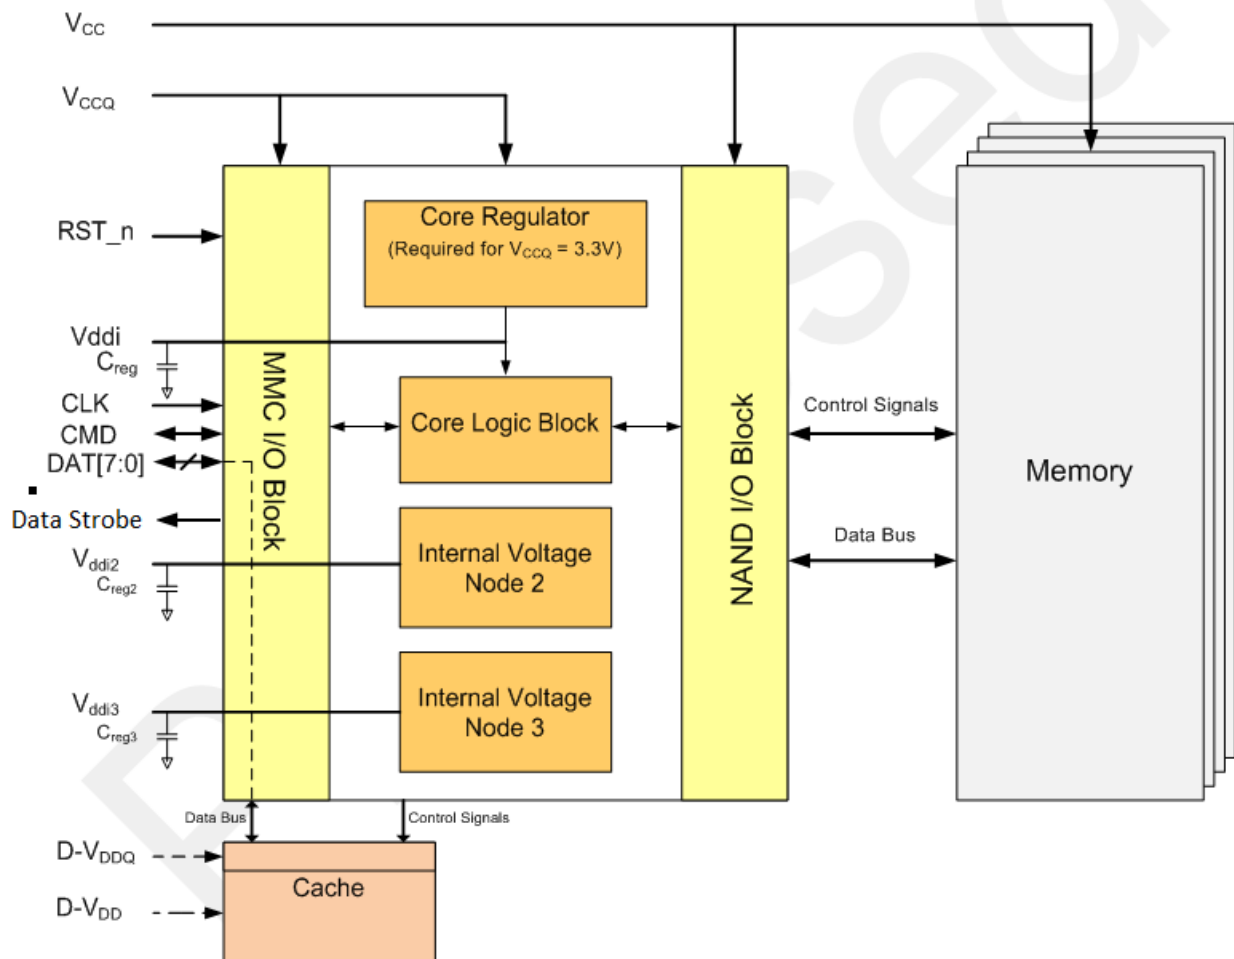 VCC
VCCQ
RST_n
Vddi
Creg
CLK
CMD
DAT[7:0]
Data Strobe
Vddi2
Creg2
Vddi3
Creg3
D-VDDQ
D-VDD
MMC I/O Block
Core Regulator
(Required for VCCQ = 3.3V)
Core Logic Block
Internal Voltage
Node 2
Internal Voltage
Node 3
NAND I/O Block
Control Signals
Data Bus
Memory
Data Bus
Control Signals
Cache